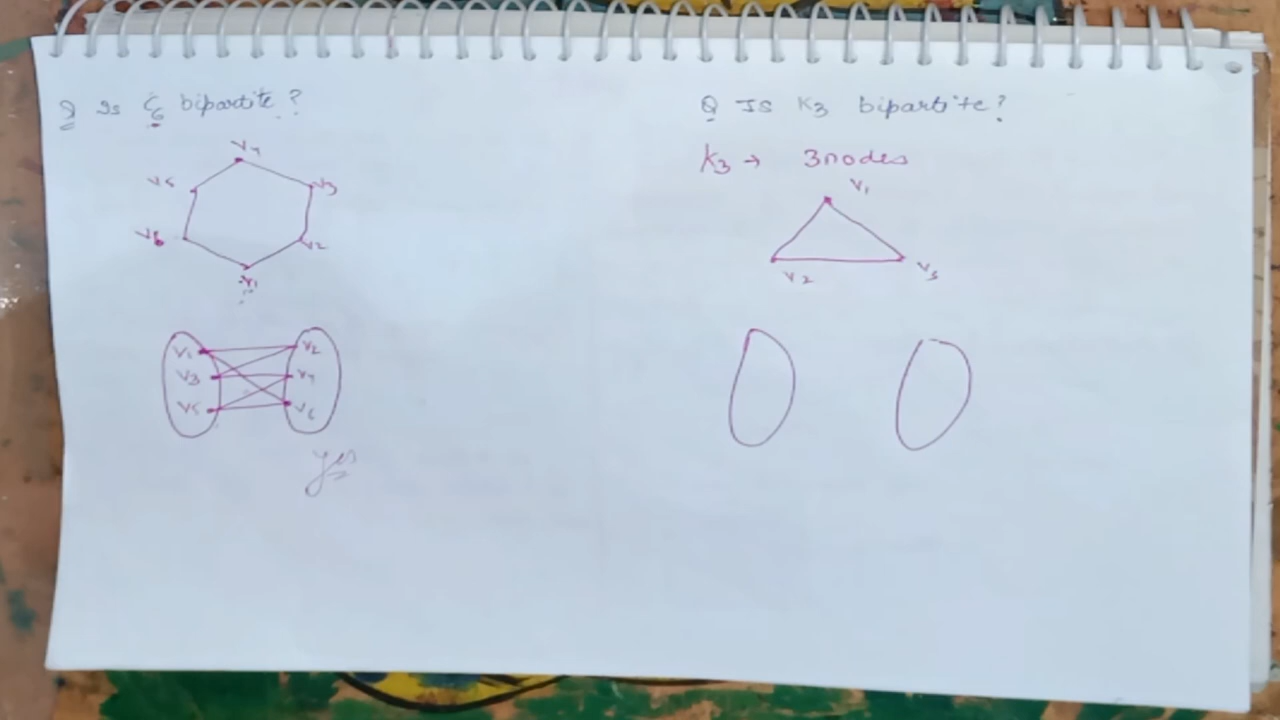 Q Is C6 bipartite ?
V4
V5
V3
V6
V2
V1
V1
V2
V3
V4
V5
V6
yes
Q Is K3 bipartite ?
K3 → 3nodes
V1
V2
V3